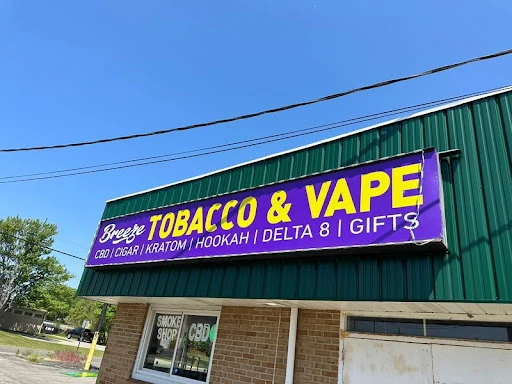 Breeze TOBACCO & VAPE
CBD | CIGAR | KRATOM | HOOKAH | DELTA 8 | GIFTS
SMOKE
SHOP
CBD